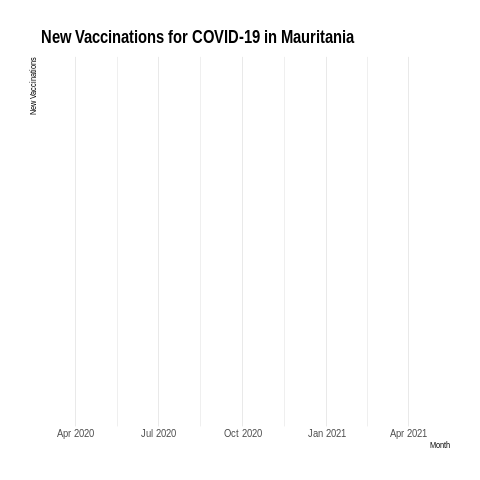 New Vaccinations for COVID-19 in Mauritania
New Vaccinations
Apr 2020 Jul 2020 Oct 2020 Jan 2021 Apr 2021
Month